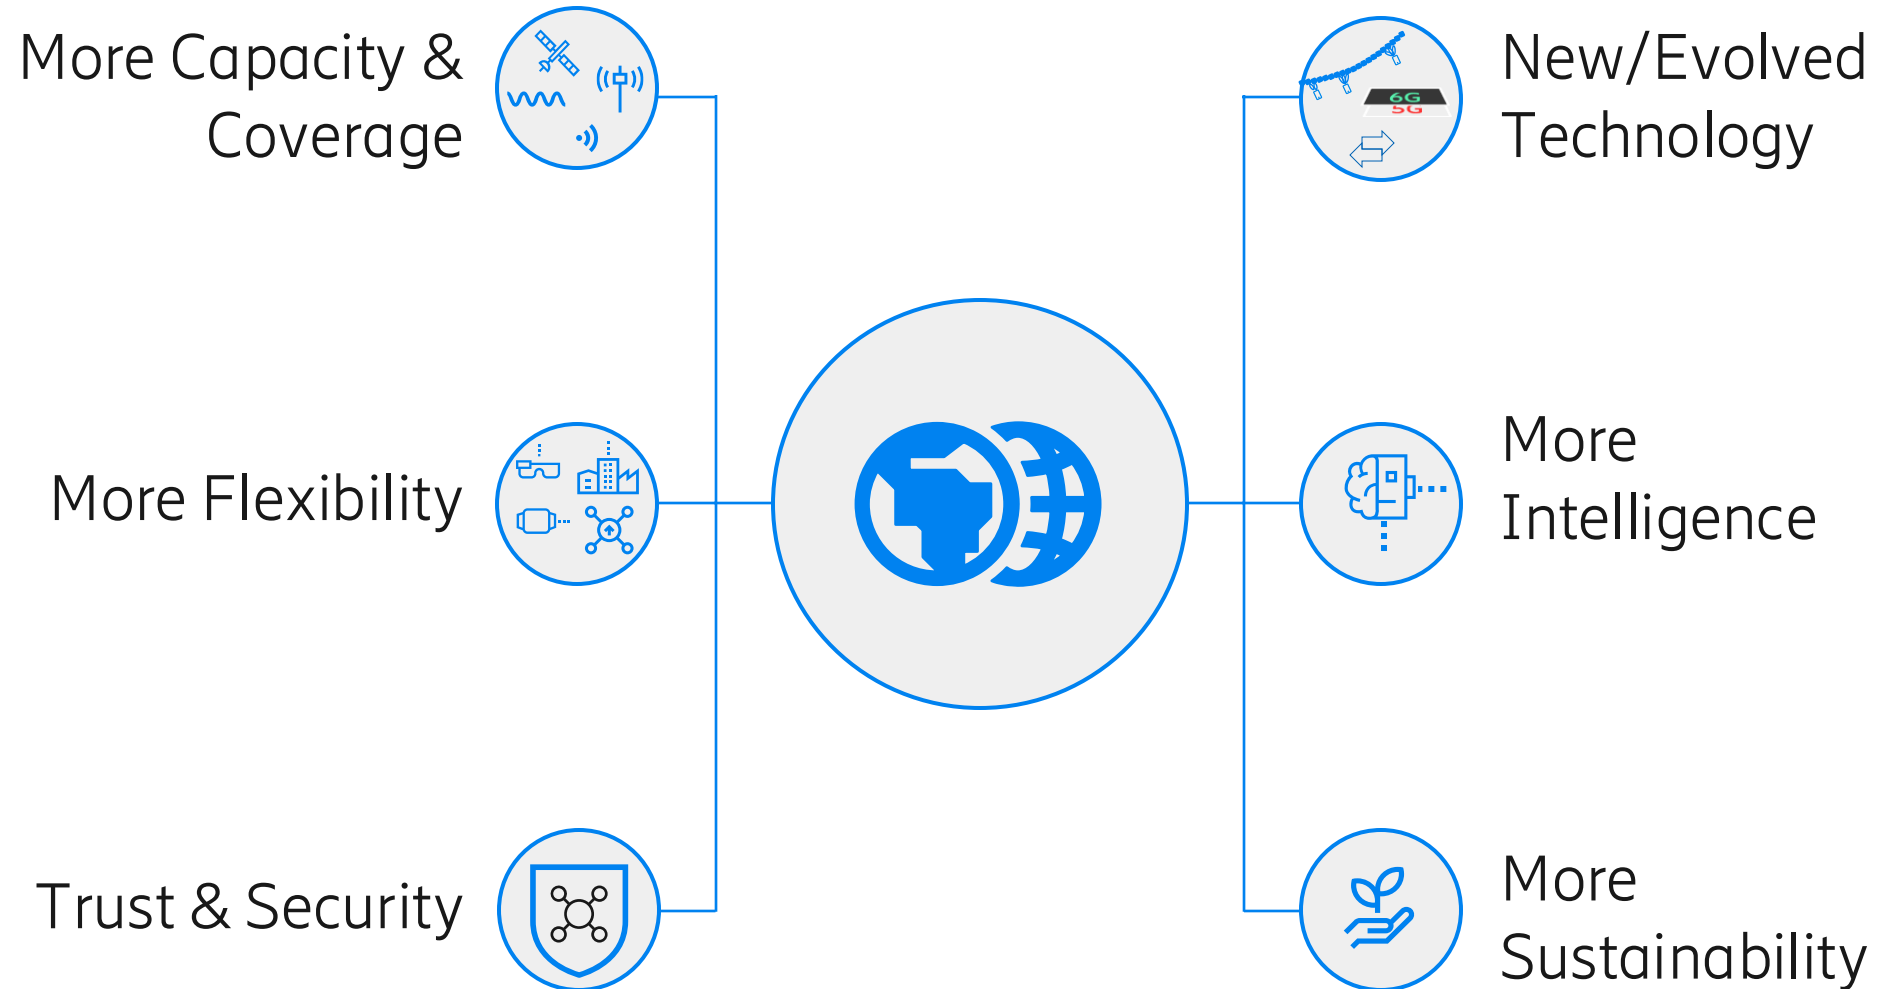 More Capacity &
Coverage
New/Evolved
Technology
6G
5G
More Flexibility
More
Intelligence
Trust & Security
More
Sustainability